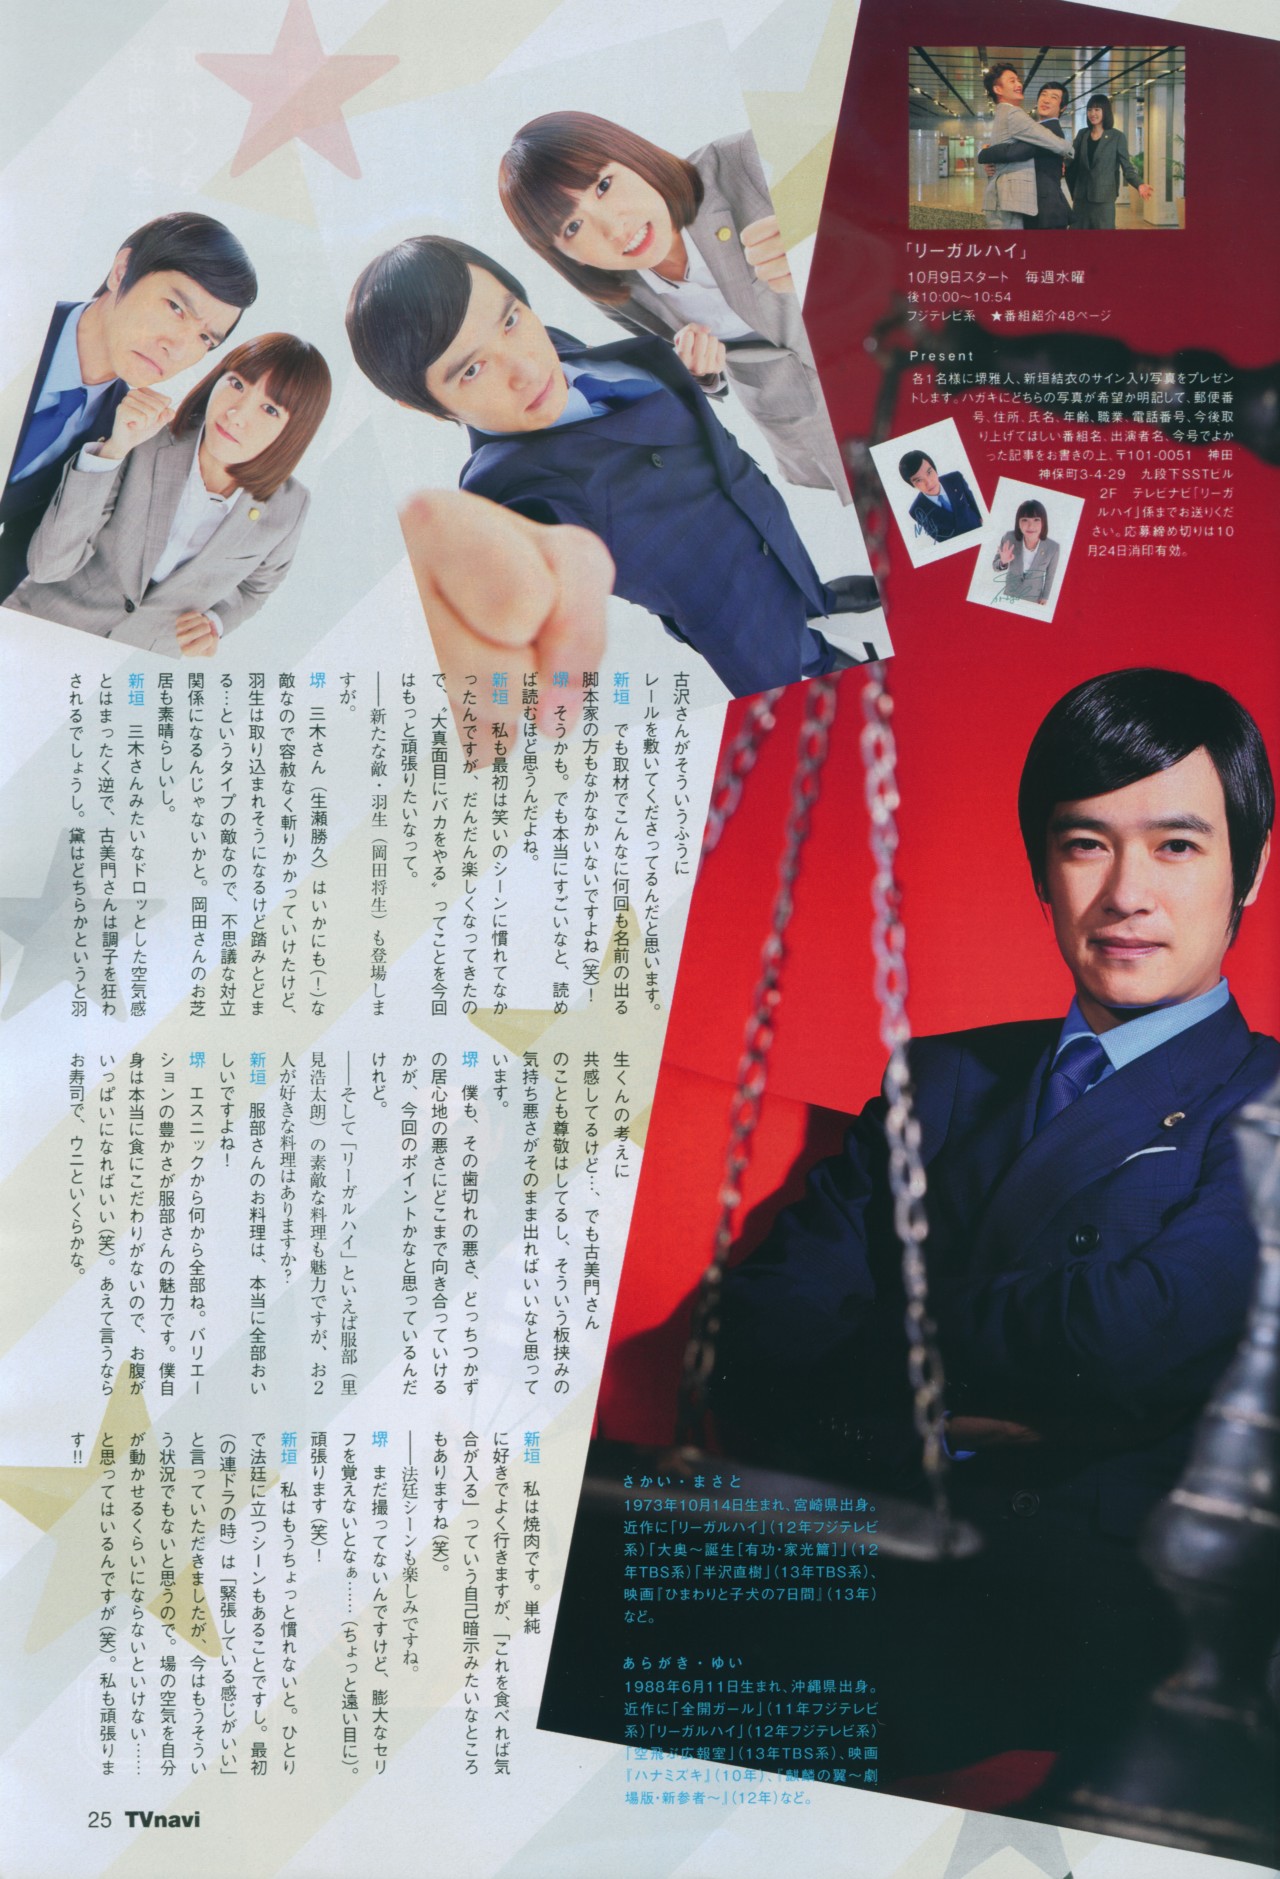 「リーガルハイ」
10月9日スタート　毎週水曜
後10:00〜10:54
フジテレビ系　★番組紹介48ページ
Present
各1名様に堺雅人、新垣結衣のサイン入り写真をプレゼン
トします。ハガキにどちらの写真が希望か明記して、郵便番
号、住所、氏名、年齢、職業、電話番号、今後取
り上げてほしい番組名、出演者名、今号でよか
った記事をお書きの上、〒101-0051　神田
神保町3-4-29　九段下SSTビル
2F　テレビナビ「リーガ
ルハイ」係までお送りくだ
さい。応募締め切りは10
月24日消印有効。
古沢さんがそういうふうに
レールを敷いてくださってるんだと思います。
新垣　でも取材でこんなに何回も名前の出る
脚本家の方もなかなかいないですよね（笑）！
堺　そうかも。でも本当にすごいなと、読め
ば読むほど思うんだよね。
新垣　私も最初は笑いのシーンに慣れてなか
ったんですが、だんだん楽しくなってきたの
で、〝大真面目にバカをやる〟ってことを今回
はもっと頑張りたいなって。
――新たな敵・羽生（岡田将生）も登場しま
すが。
堺　三木さん（生瀬勝久）はいかにも（！）な
敵なので容赦なく斬りかかっていけたけど、
羽生は取り込まれそうになるけど踏みとどま
る…というタイプの敵なので、不思議な対立
関係になるんじゃないかと。岡田さんのお芝
居も素晴らしいし。
新垣　三木さんみたいなドロッとした空気感
とはまったく逆で、古美門さんは調子を狂わ
されるでしょうし。黛はどちらかというと羽
生くんの考えに
共感してるけど…、でも古美門さん
のことも尊敬はしてるし、そういう板挟みの
気持ち悪さがそのまま出ればいいなと思って
います。
堺　僕も、その歯切れの悪さ、どっちつかず
の居心地の悪さにどこまで向き合っていける
かが、今回のポイントかなと思っているんだ
けれど。
――そして「リーガルハイ」といえば服部（里
見浩太朗）の素敵な料理も魅力ですが、お2
人が好きな料理はありますか？
新垣　服部さんのお料理は、本当に全部おい
しいですよね！
堺　エスニックから何から全部ね。バリエー
ションの豊かさが服部さんの魅力です。僕自
身は本当に食にこだわりがないので、お腹が
いっぱいになればいい（笑）。あえて言うなら
お寿司で、ウニといくらかな。
新垣　私は焼肉です。単純
に好きでよく行きますが、「これを食べれば気
合が入る」っていう自己暗示みたいなところ
もありますね（笑）。
――法廷シーンも楽しみですね。
堺　まだ撮ってないんですけど、膨大なセリ
フを覚えないとなぁ……（ちょっと遠い目に）。
頑張ります（笑）！
新垣　私はもうちょっと慣れないと。ひとり
で法廷に立つシーンもあることですし。最初
（の連ドラの時）は「緊張している感じがいい」
と言っていただきましたが、今はもうそうい
う状況でもないと思うので。場の空気を自分
が動かせるくらいにならないといけない……
と思ってはいるんですが（笑）。私も頑張りま
す!!
さかい・まさと
1973年10月14日生まれ、宮崎県出身。
近作に「リーガルハイ」（12年フジテレビ
系）「大奥〜誕生［有功・家光篇］」（12
年TBS系）「半沢直樹」（13年TBS系）、
映画『ひまわりと子犬の7日間』（13年）
など。
あらがき・ゆい
1988年6月11日生まれ、沖縄県出身。
近作に「全開ガール」（11年フジテレビ
系）「リーガルハイ」（12年フジテレビ系）
「空飛ぶ広報室」（13年TBS系）、映画
『ハナミズキ』（10年）、『麒麟の翼〜劇
場版・新参者〜』（12年）など。
25 TVnavi